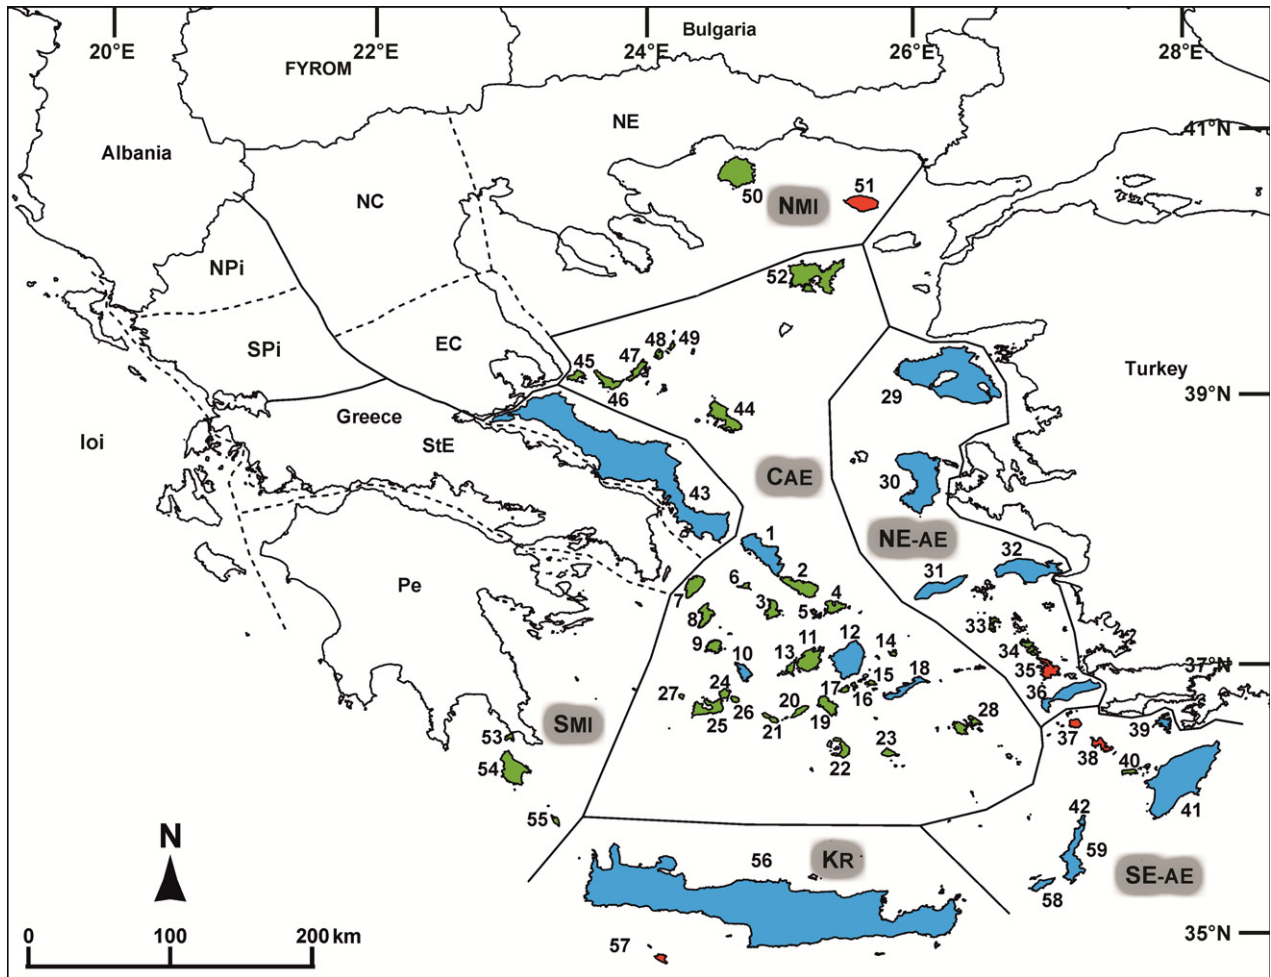 20°E
22°E
24°E
26°E
28°E
Bulgaria
FYROM
41°N
Albania
NE
NC
50
NMI
51
NPi
52
SPi
EC
45
47
48
49
46
Turkey
39°N
29
Greece
StE
Ioi
44
CAE
30
43
NE-AE
1
32
31
Pe
7
6
2
3
5
4
8
33
9
10
13
11
12
14
34
35
37°N
15
18
36
27
24
25
26
21
20
17
19
16
28
SMI
53
54
22
23
37
38
39
40
41
55
42
59
N
56
KR
SE-AE
58
57
35°N
0
100
200 km